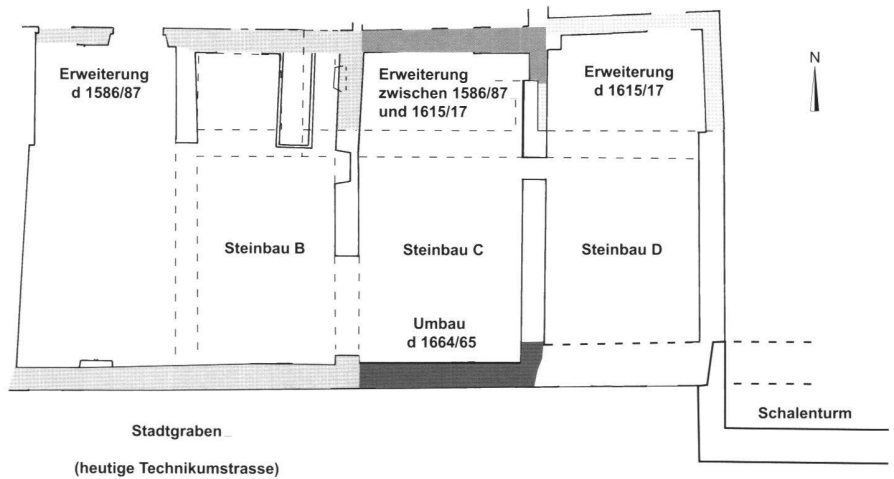 Erweiterung
d 1586/87
Erweiterung
zwischen 1586/87
und 1615/17
Erweiterung
d 1615/17
N
Steinbau B
Steinbau C
Steinbau D
Umbau
d 1664/65
Schalenturm
Stadtgraben
(heutige Technikumstrasse)